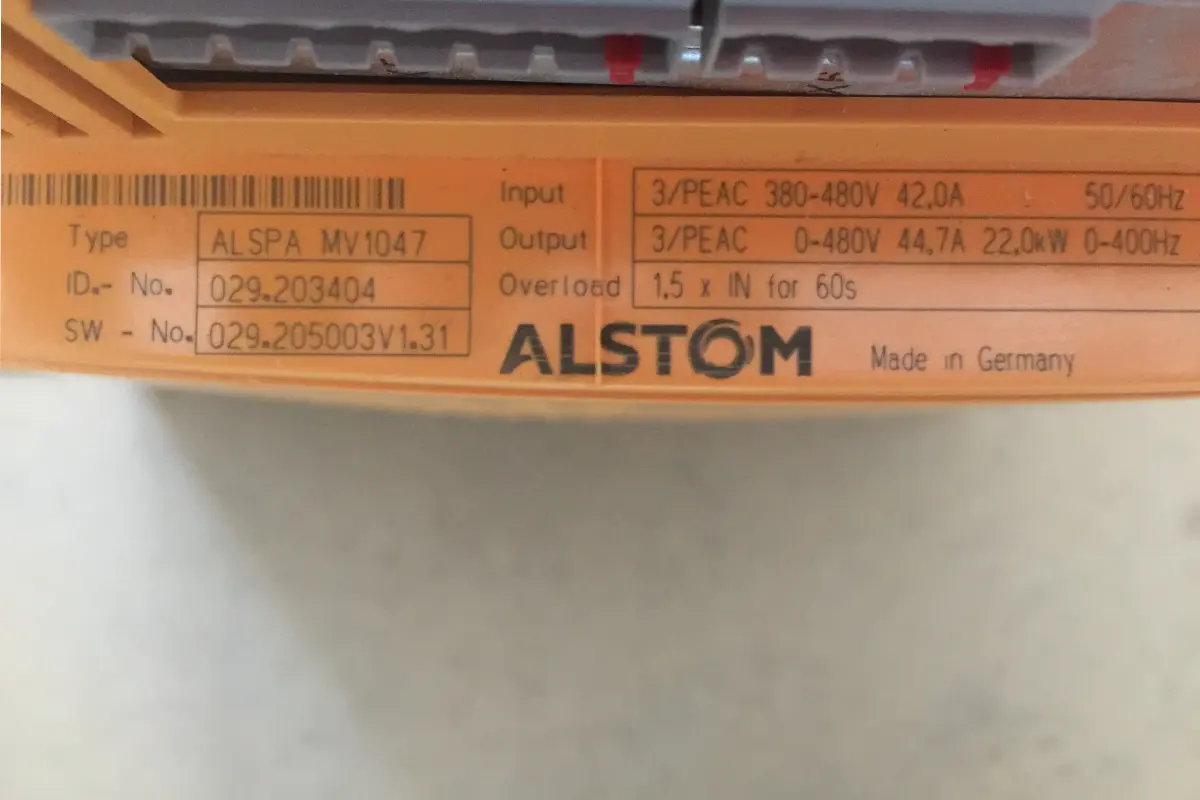 Type ALSPA MV1047
ID.- No. 029.203404
SW - No. 029.205003V1.31
Input 3/PEAC 380-480V 42,0A 50/60Hz
Output 3/PEAC 0-480V 44,7A 22,0kW 0-400Hz
Overload 1,5 x IN for 60s
ALSTOM Made in Germany